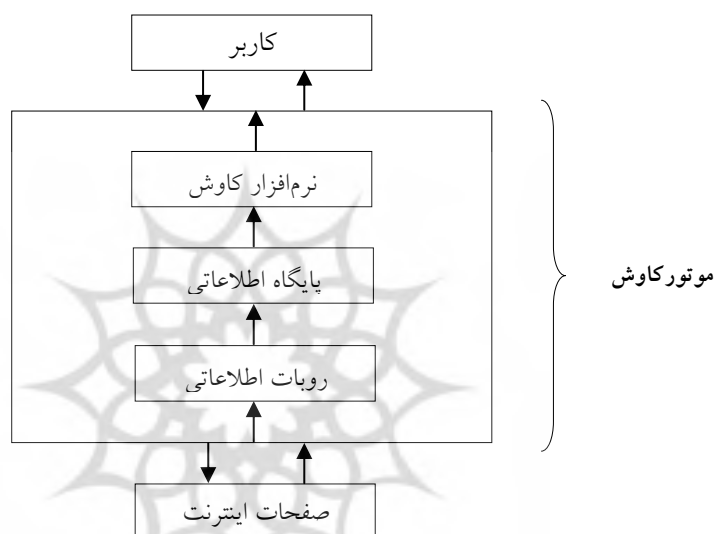 کاربر
نرم‌افزار کاوش
پایگاه اطلاعاتی
روبات اطلاعاتی
صفحات اینترنت
موتورکاوش